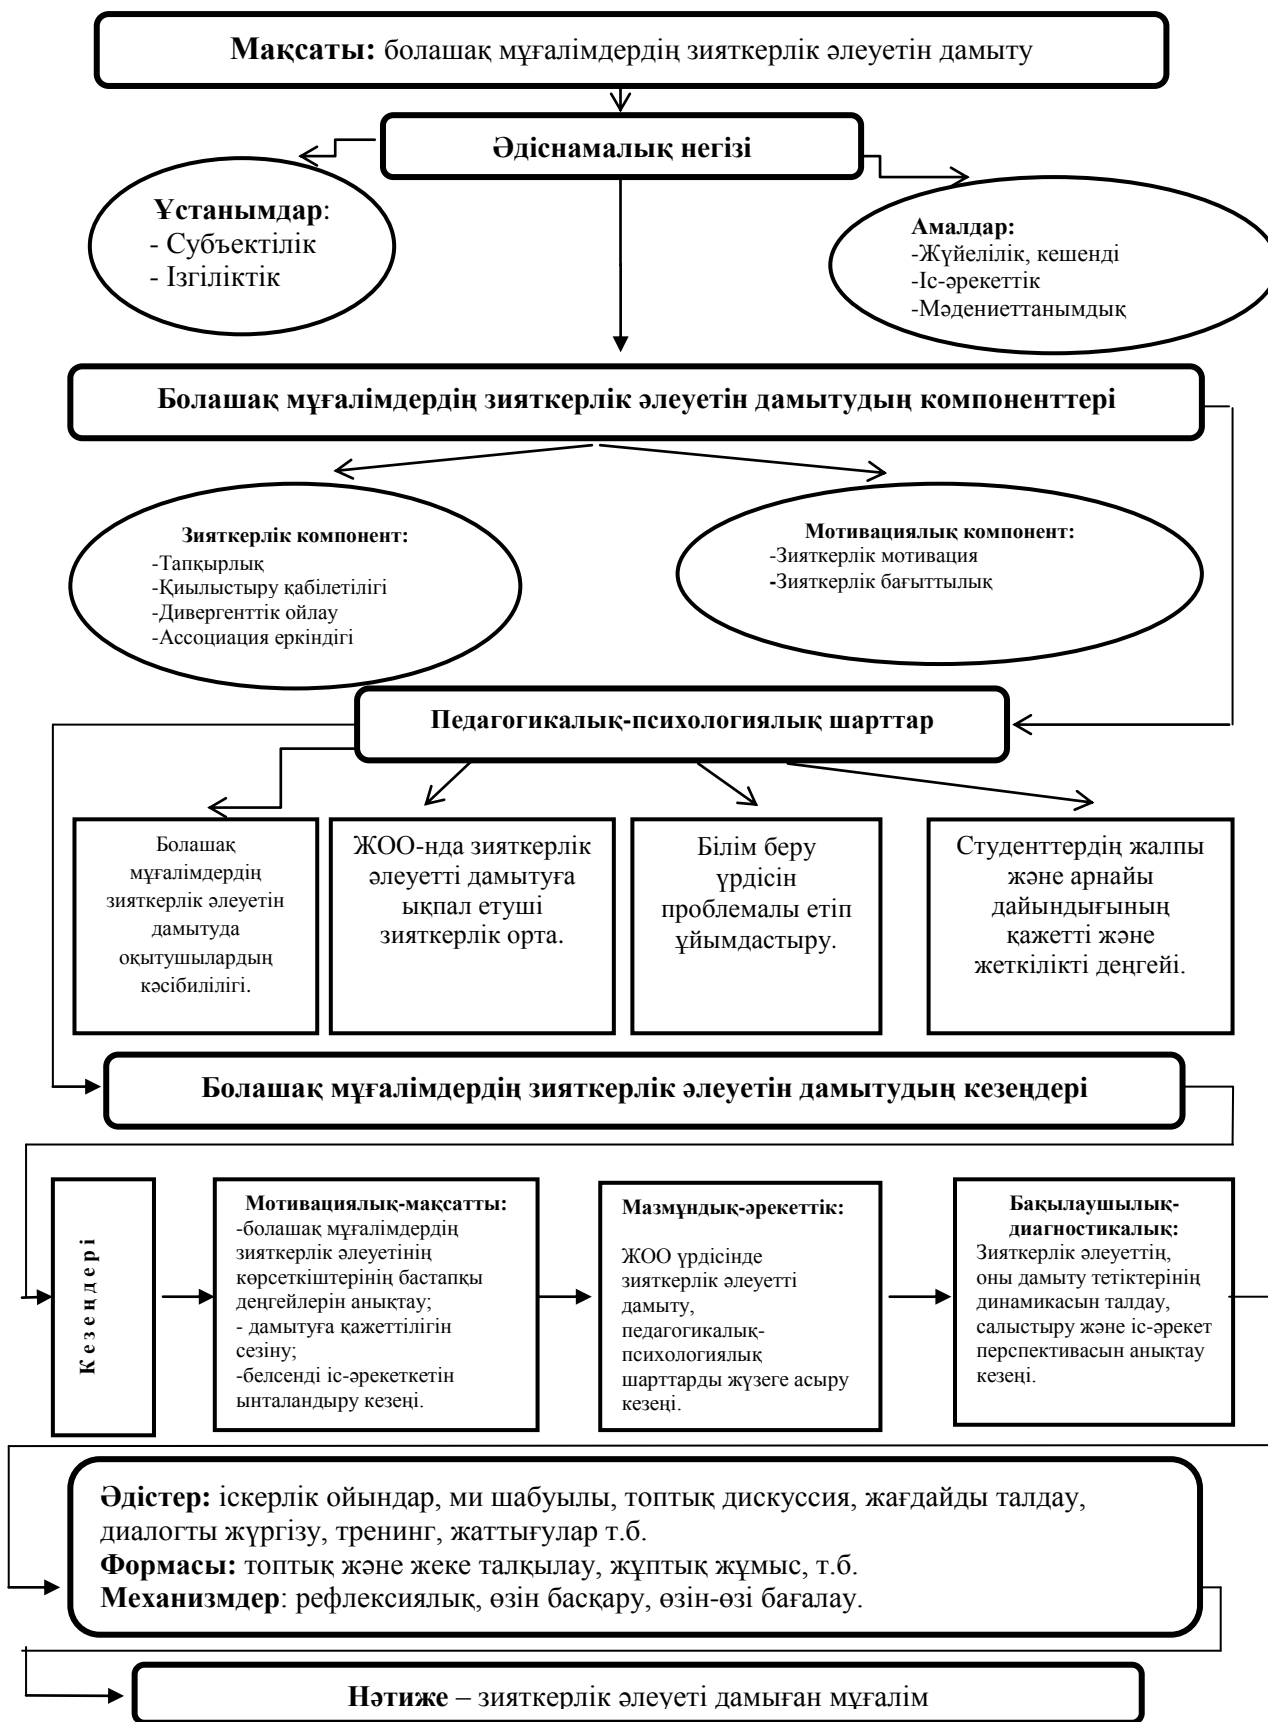 Мақсаты: болашақ мұғалімдердің зияткерлік әлеуетін дамыту
Әдіснамалық негізі
Ұстанымдар:
- Субъектілік
- Ізгіліктік
Амалдар:
-Жүйелілік, кешенді
-Іс-әрекеттік
-Мәдениеттанымдық
Болашақ мұғалімдердің зияткерлік әлеуетін дамытудың компоненттері
Зияткерлік компонент:
-Тапқырлық
-Қиылыстыру қабілетілігі
-Дивергенттік ойлау
-Ассоциация еркіндігі
Мотивациялық компонент:
-Зияткерлік мотивация
-Зияткерлік бағыттылық
Педагогикалық-психологиялық шарттар
Болашақ
мұғалімдердің
зияткерлік әлеуетін
дамытуда
оқытушылардың
кәсібилілігі.
ЖОО-нда зияткерлік
әлеуетті дамытуға
ықпал етуші
зияткерлік орта.
Білім беру
үрдісін
проблемалы етіп
ұйымдастыру.
Студенттердің жалпы
және арнайы
дайындығының
қажетті және
жеткілікті деңгейі.
Болашақ мұғалімдердің зияткерлік әлеуетін дамытудың кезеңдері
Кезеңдері
Мотивациялық-мақсатты:
-болашақ мұғалімдердің
зияткерлік әлеуетінің
көрсеткіштерінің бастапқы
деңгейлерін анықтау;
- дамытуға қажеттілігін
сезіну;
-белсенді іс-әрекеткетін
ынталандыру кезеңі.
Мазмұндық-әрекеттік:
ЖОО үрдісінде
зияткерлік әлеуетті
дамыту,
педагогикалық-
психологиялық
шарттарды жүзеге асыру
кезеңі.
Бақылаушылық-
диагностикалық:
Зияткерлік әлеуеттің,
оны дамыту тетіктерінің
динамикасын талдау,
салыстыру және іс-әрекет
перспективасын анықтау
кезеңі.
Әдістер: іскерлік ойындар, ми шабуылы, топтық дискуссия, жағдайды талдау,
диалогты жүргізу, тренинг, жаттығулар т.б.
Формасы: топтық және жеке талқылау, жұптық жұмыс, т.б.
Механизмдер: рефлексиялық, өзін басқару, өзін-өзі бағалау.
Нәтиже – зияткерлік әлеуеті дамыған мұғалім